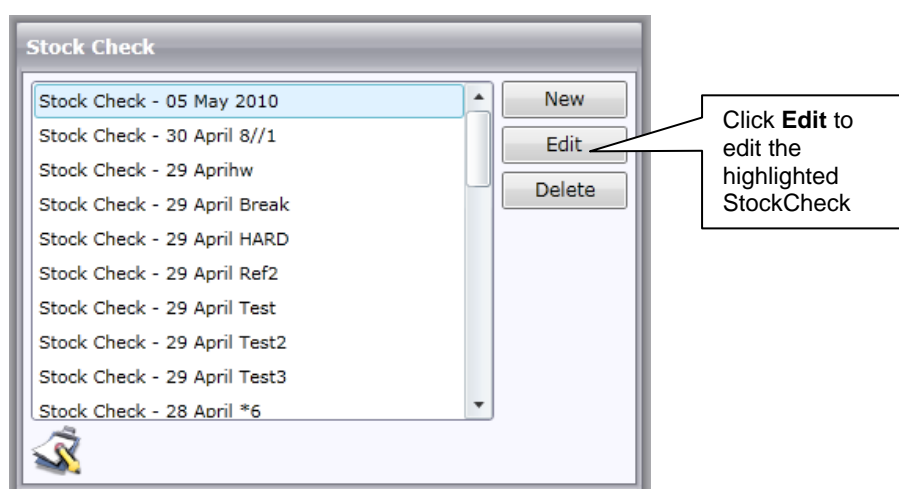 Stock Check
Stock Check - 05 May 2010
Stock Check - 30 April 8//1
Stock Check - 29 Aprihw
Stock Check - 29 April Break
Stock Check - 29 April HARD
Stock Check - 29 April Ref2
Stock Check - 29 April Test
Stock Check - 29 April Test2
Stock Check - 29 April Test3
Stock Check - 28 April *6
New
Edit
Delete
Click Edit to
edit the
highlighted
StockCheck